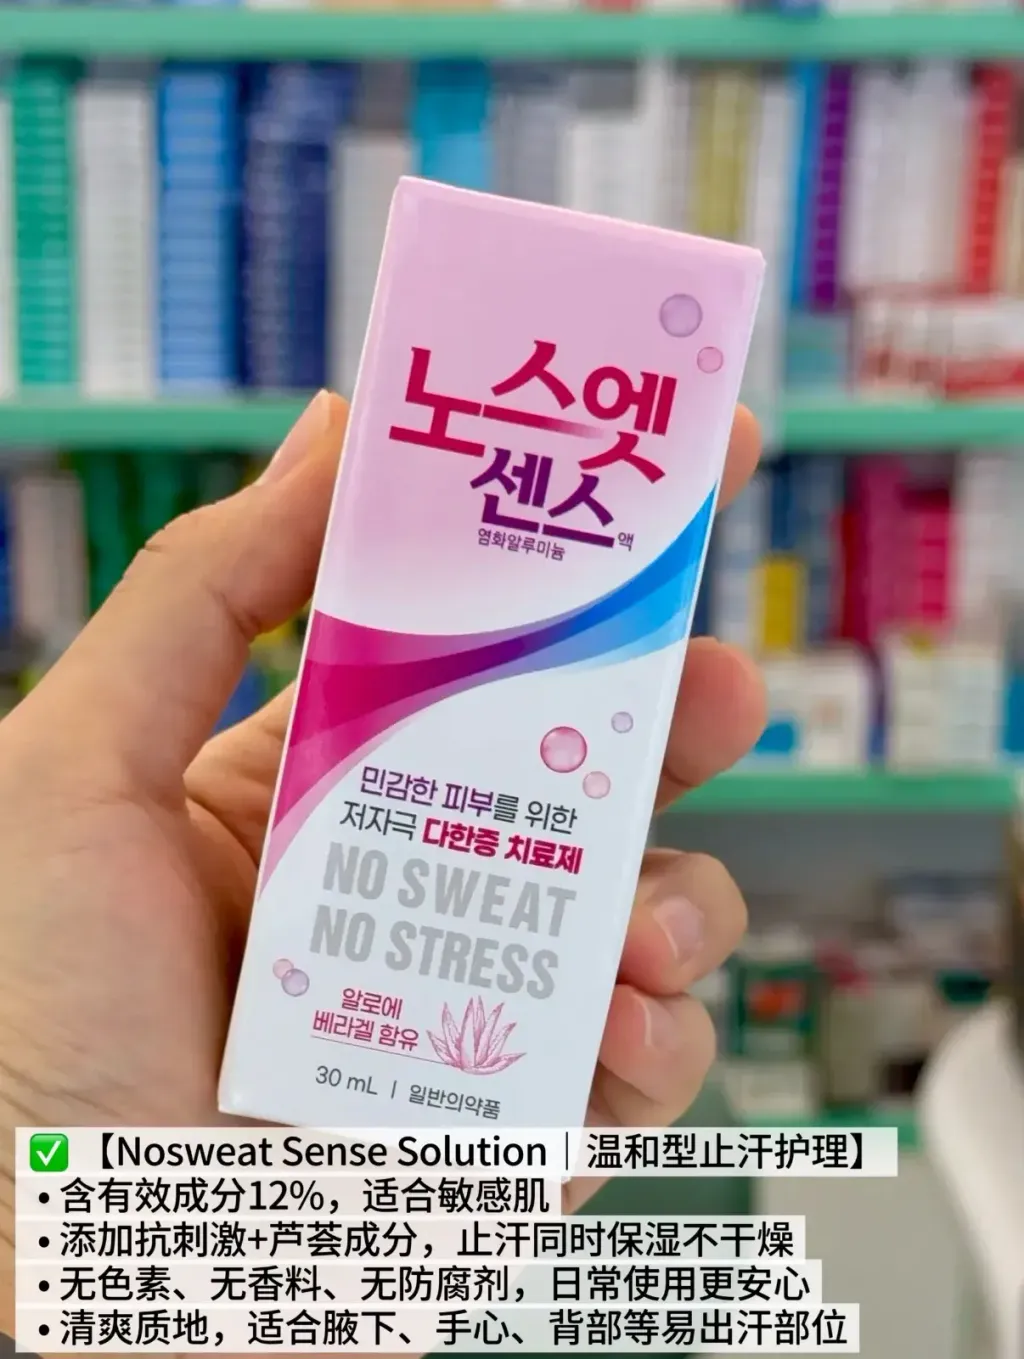 노스엣
센스액
염화알루미늄
민감한 피부를 위한
저자극 다한증 치료제
NO SWEAT
NO STRESS
알로에
베라겔 함유
30 mL | 일반의약품
✅【Nosweat Sense Solution｜温和型止汗护理】
• 含有效成分12%，适合敏感肌
• 添加抗刺激+芦荟成分，止汗同时保湿不干燥
• 无色素、无香料、无防腐剂，日常使用更安心
• 清爽质地，适合腋下、手心、背部等易出汗部位